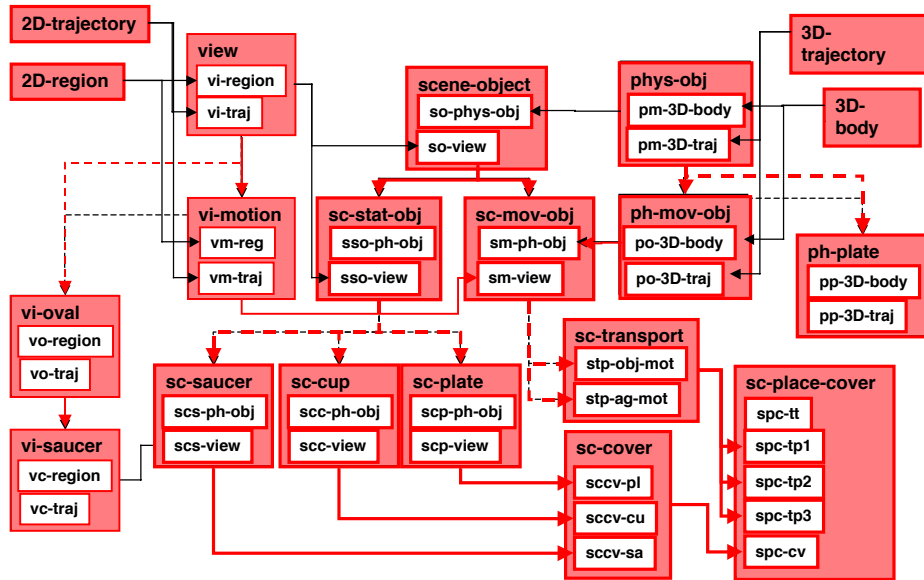 2D-trajectory
2D-region
view
vi-region
vi-traj
scene-object
so-phys-obj
so-view
phys-obj
pm-3D-body
pm-3D-traj
3D-
trajectory
3D-
body
vi-motion
vm-reg
vm-traj
sc-stat-obj
sso-ph-obj
sso-view
sc-mov-obj
sm-ph-obj
sm-view
ph-mov-obj
po-3D-body
po-3D-traj
ph-plate
pp-3D-body
pp-3D-traj
vi-oval
vo-region
vo-traj
vi-saucer
vc-region
vc-traj
sc-saucer
scs-ph-obj
scs-view
sc-cup
scc-ph-obj
scc-view
sc-plate
scp-ph-obj
scp-view
sc-transport
stp-obj-mot
stp-ag-mot
sc-cover
sccv-pl
sccv-cu
sccv-sa
sc-place-cover
spc-tt
spc-tp1
spc-tp2
spc-tp3
spc-cv